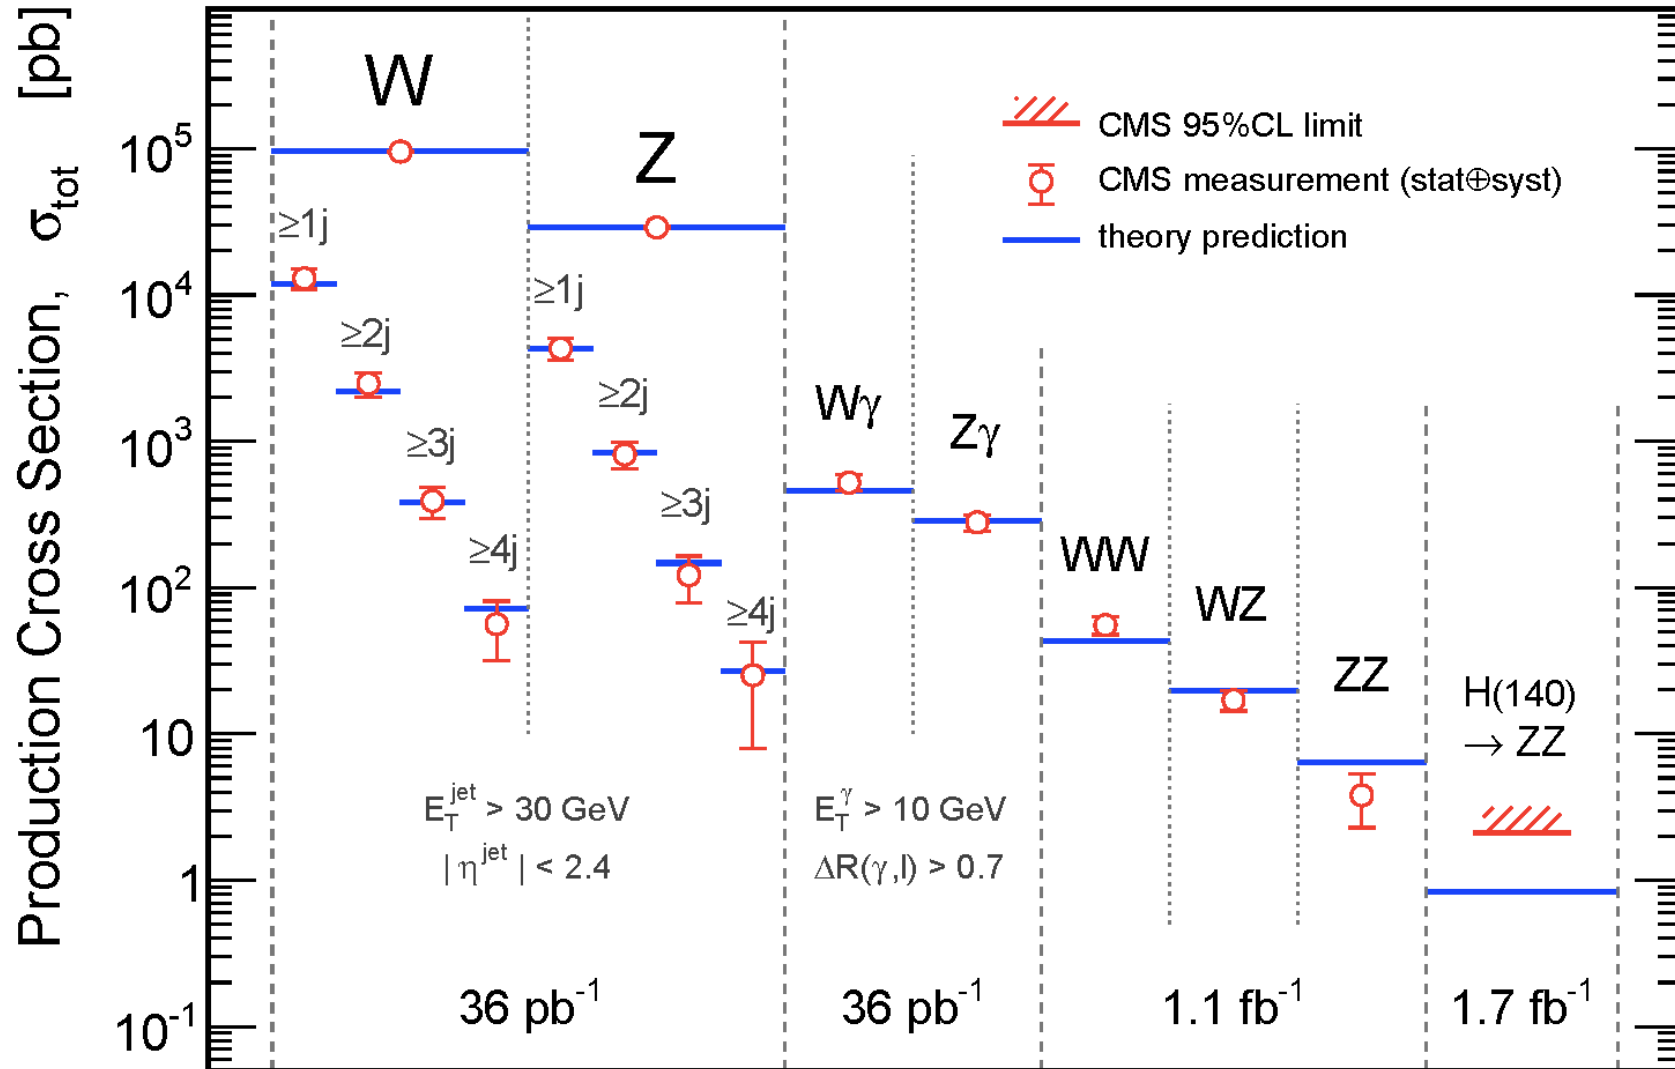 Production Cross Section, σ_tot [pb]
10^5
10^4
10^3
10^2
10
1
10^-1
W
≥1j
≥2j
≥3j
≥4j
Z
≥1j
≥2j
≥3j
≥4j
E_T^jet > 30 GeV
| η^jet | < 2.4
36 pb^-1
Wγ
Zγ
E_T^γ > 10 GeV
ΔR(γ,l) > 0.7
36 pb^-1
WW
WZ
ZZ
1.1 fb^-1
H(140)
→ ZZ
1.7 fb^-1
CMS 95%CL limit
CMS measurement (stat⊕syst)
theory prediction